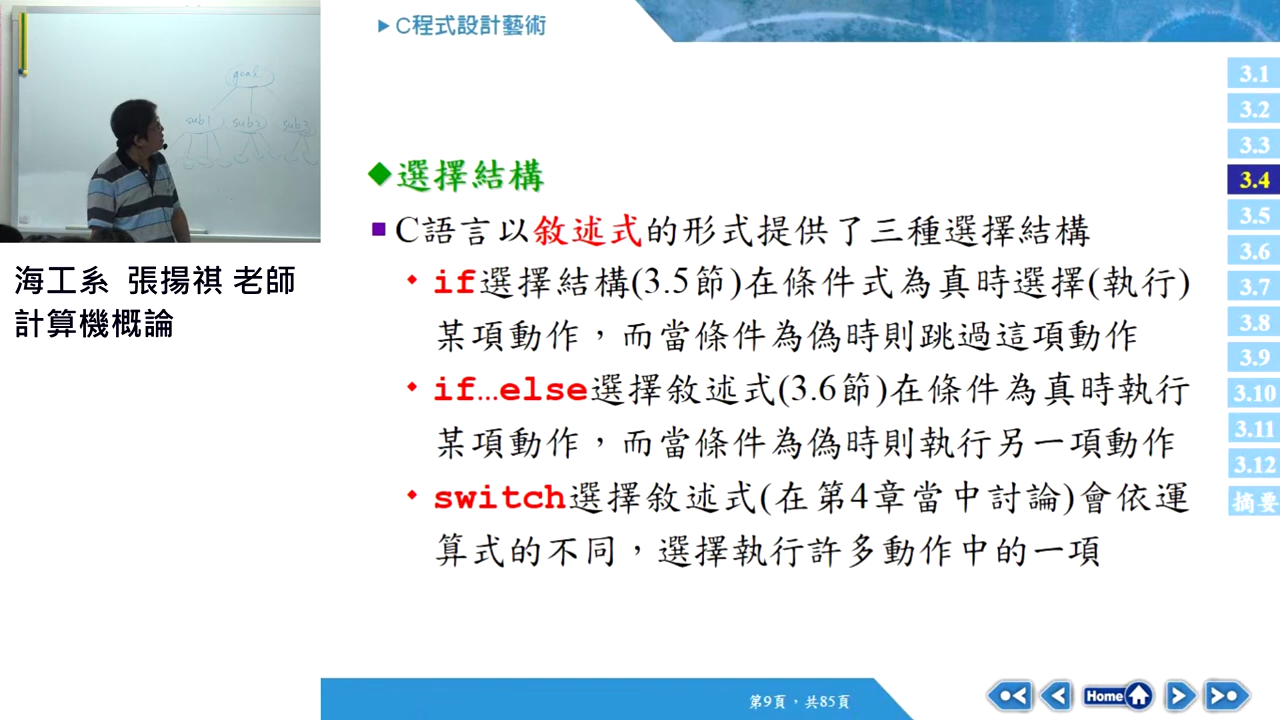 goal
sub1 sub2 sub3
海工系 張揚祺 老師
計算機概論
C程式設計藝術
選擇結構
C語言以敘述式的形式提供了三種選擇結構
if選擇結構(3.5節)在條件式為真時選擇(執行)
某項動作，而當條件為偽時則跳過這項動作
if…else選擇敘述式(3.6節)在條件為真時執行
某項動作，而當條件為偽時則執行另一項動作
switch選擇敘述式(在第4章當中討論)會依運
算式的不同，選擇執行許多動作中的一項
3.1
3.2
3.3
3.4
3.5
3.6
3.7
3.8
3.9
3.10
3.11
3.12
摘要
第9頁，共85頁
Home